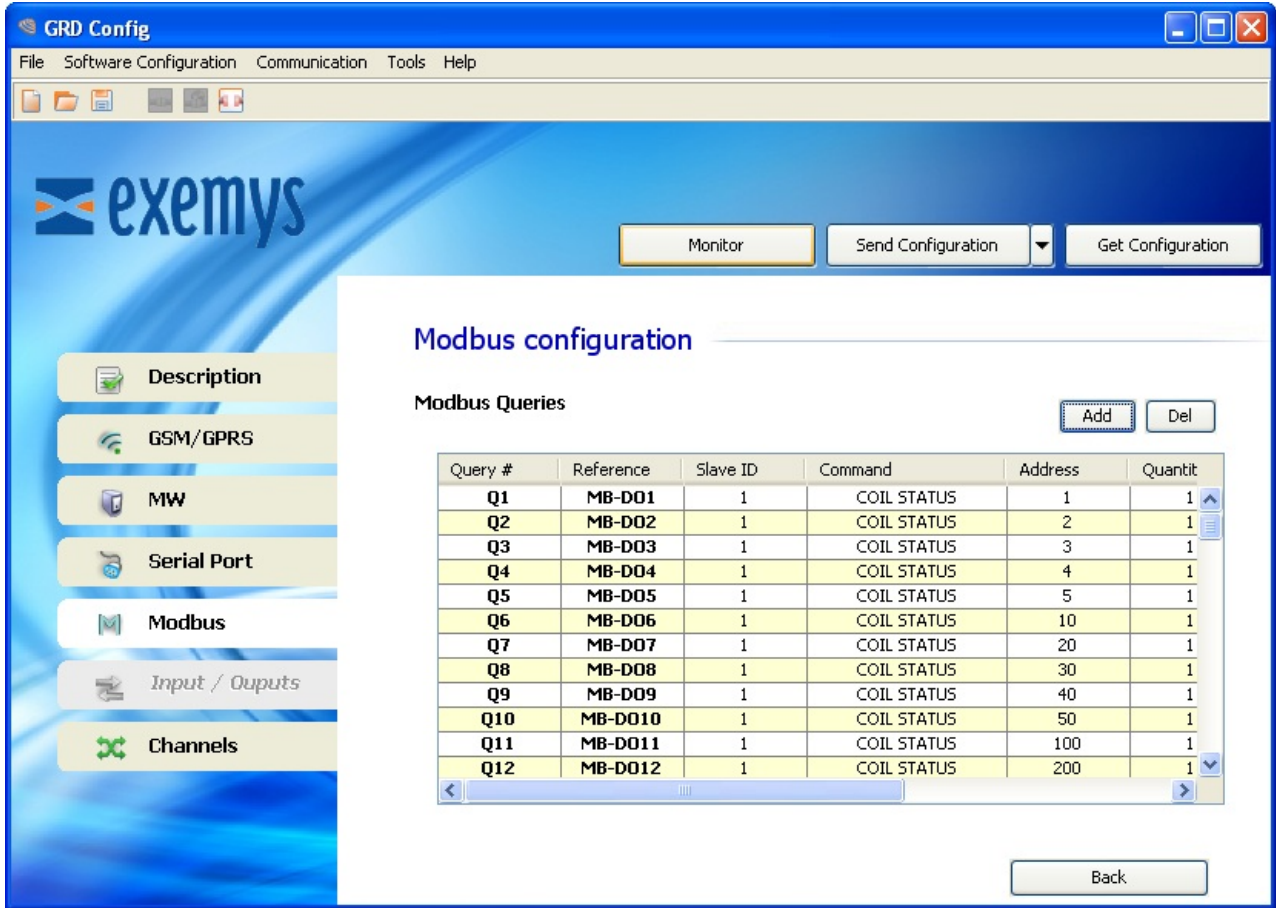 GRD Config
File Software Configuration Communication Tools Help
exemys
Monitor Send Configuration Get Configuration
Modbus configuration
Description
Modbus Queries
Add Del
GSM/GPRS
MW
Serial Port
Modbus
Input / Ouputs
Channels
Query # Reference Slave ID Command Address Quantit
Q1 MB-DO1 1 COIL STATUS 1 1
Q2 MB-DO2 1 COIL STATUS 2 1
Q3 MB-DO3 1 COIL STATUS 3 1
Q4 MB-DO4 1 COIL STATUS 4 1
Q5 MB-DO5 1 COIL STATUS 5 1
Q6 MB-DO6 1 COIL STATUS 10 1
Q7 MB-DO7 1 COIL STATUS 20 1
Q8 MB-DO8 1 COIL STATUS 30 1
Q9 MB-DO9 1 COIL STATUS 40 1
Q10 MB-DO10 1 COIL STATUS 50 1
Q11 MB-DO11 1 COIL STATUS 100 1
Q12 MB-DO12 1 COIL STATUS 200 1
Back